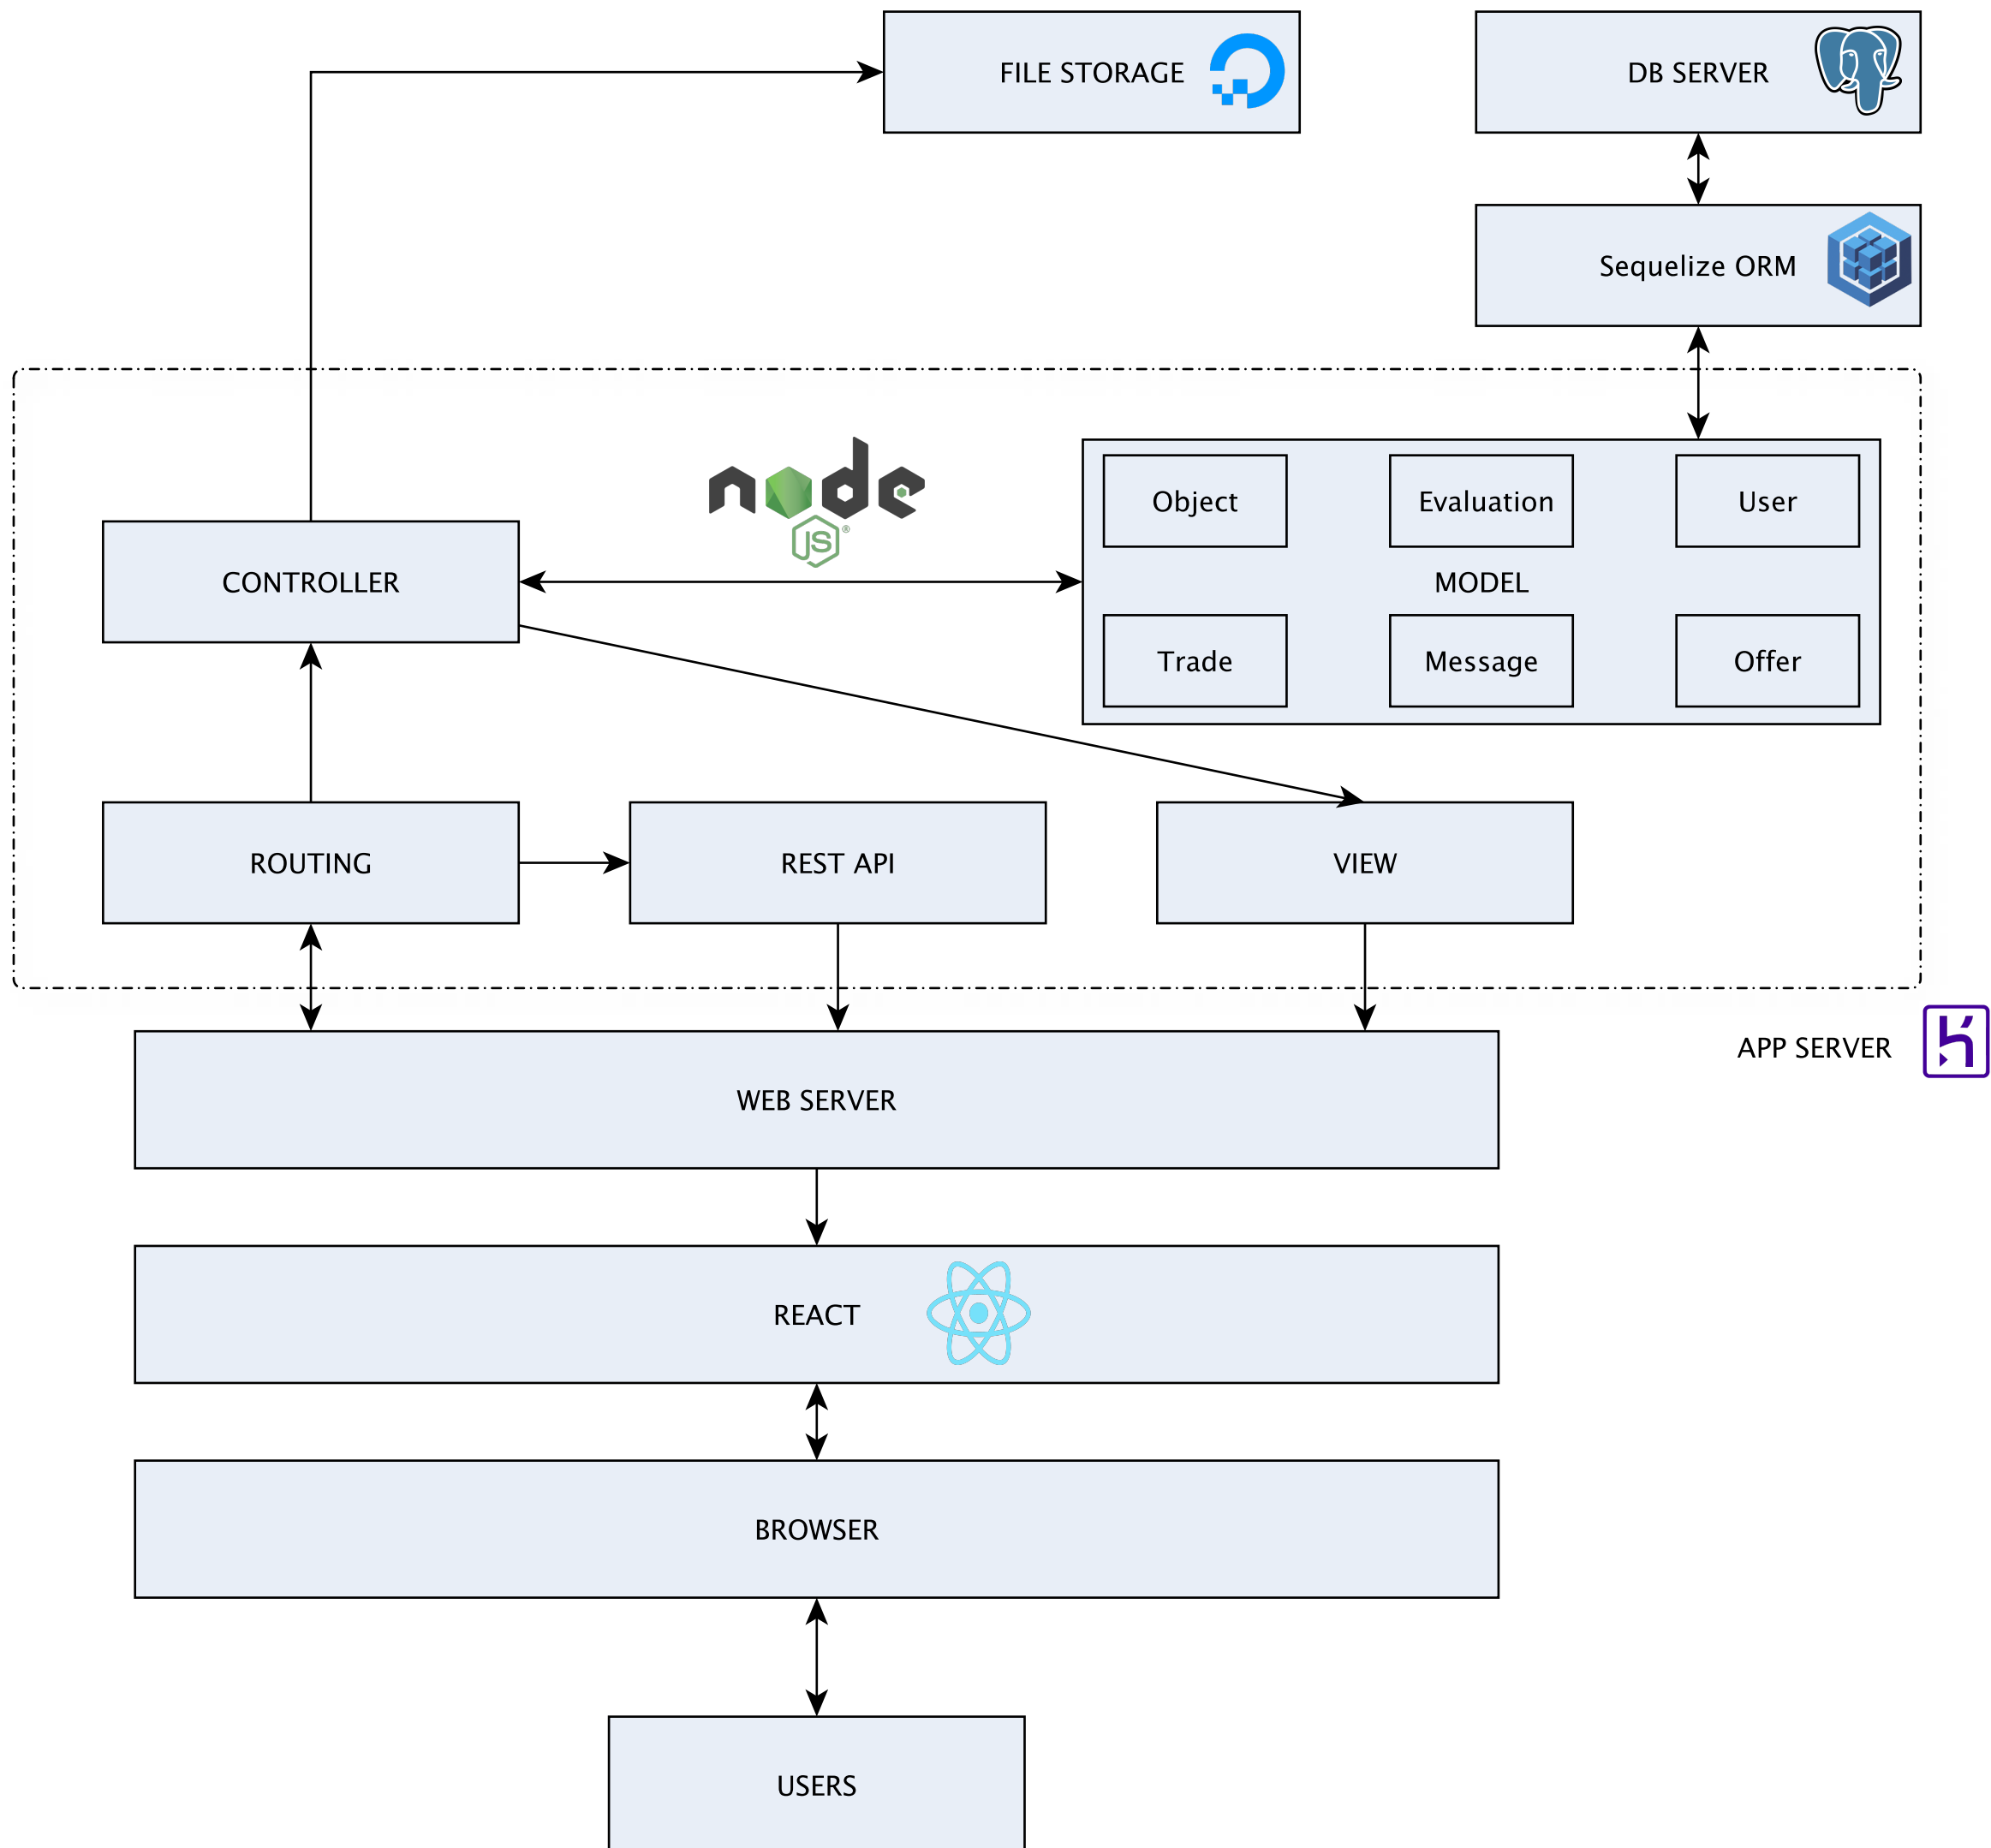 FILE STORAGE
DB SERVER
Sequelize ORM
node
JS®
Object
Evaluation
User
CONTROLLER
MODEL
Trade
Message
Offer
ROUTING
REST API
VIEW
APP SERVER
WEB SERVER
REACT
BROWSER
USERS